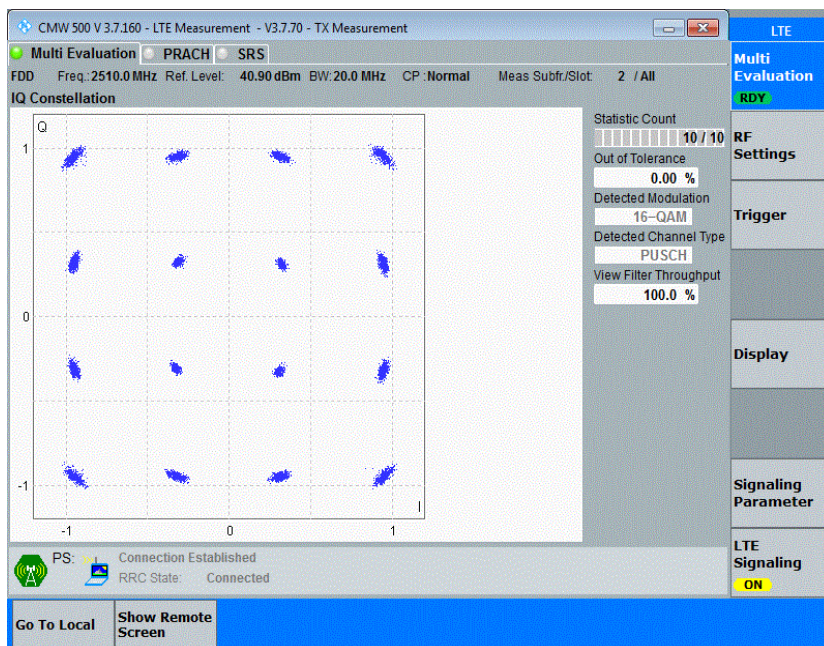 CMW 500 V 3.7.160 - LTE Measurement - V3.7.70 - TX Measurement
LTE
Multi Evaluation PRACH SRS
Multi
Evaluation
RDY
FDD Freq.:2510.0 MHz Ref. Level: 40.90 dBm BW:20.0 MHz CP :Normal Meas Subfr./Slot: 2 / All
IQ Constellation
Q
1
0
-1
I
-1 0 1
Statistic Count
10 / 10
Out of Tolerance
0.00 %
Detected Modulation
16-QAM
Detected Channel Type
PUSCH
View Filter Throughput
100.0 %
RF
Settings
Trigger
Display
Signaling
Parameter
LTE
Signaling
ON
PS: Connection Established
RRC State: Connected
Go To Local
Show Remote
Screen